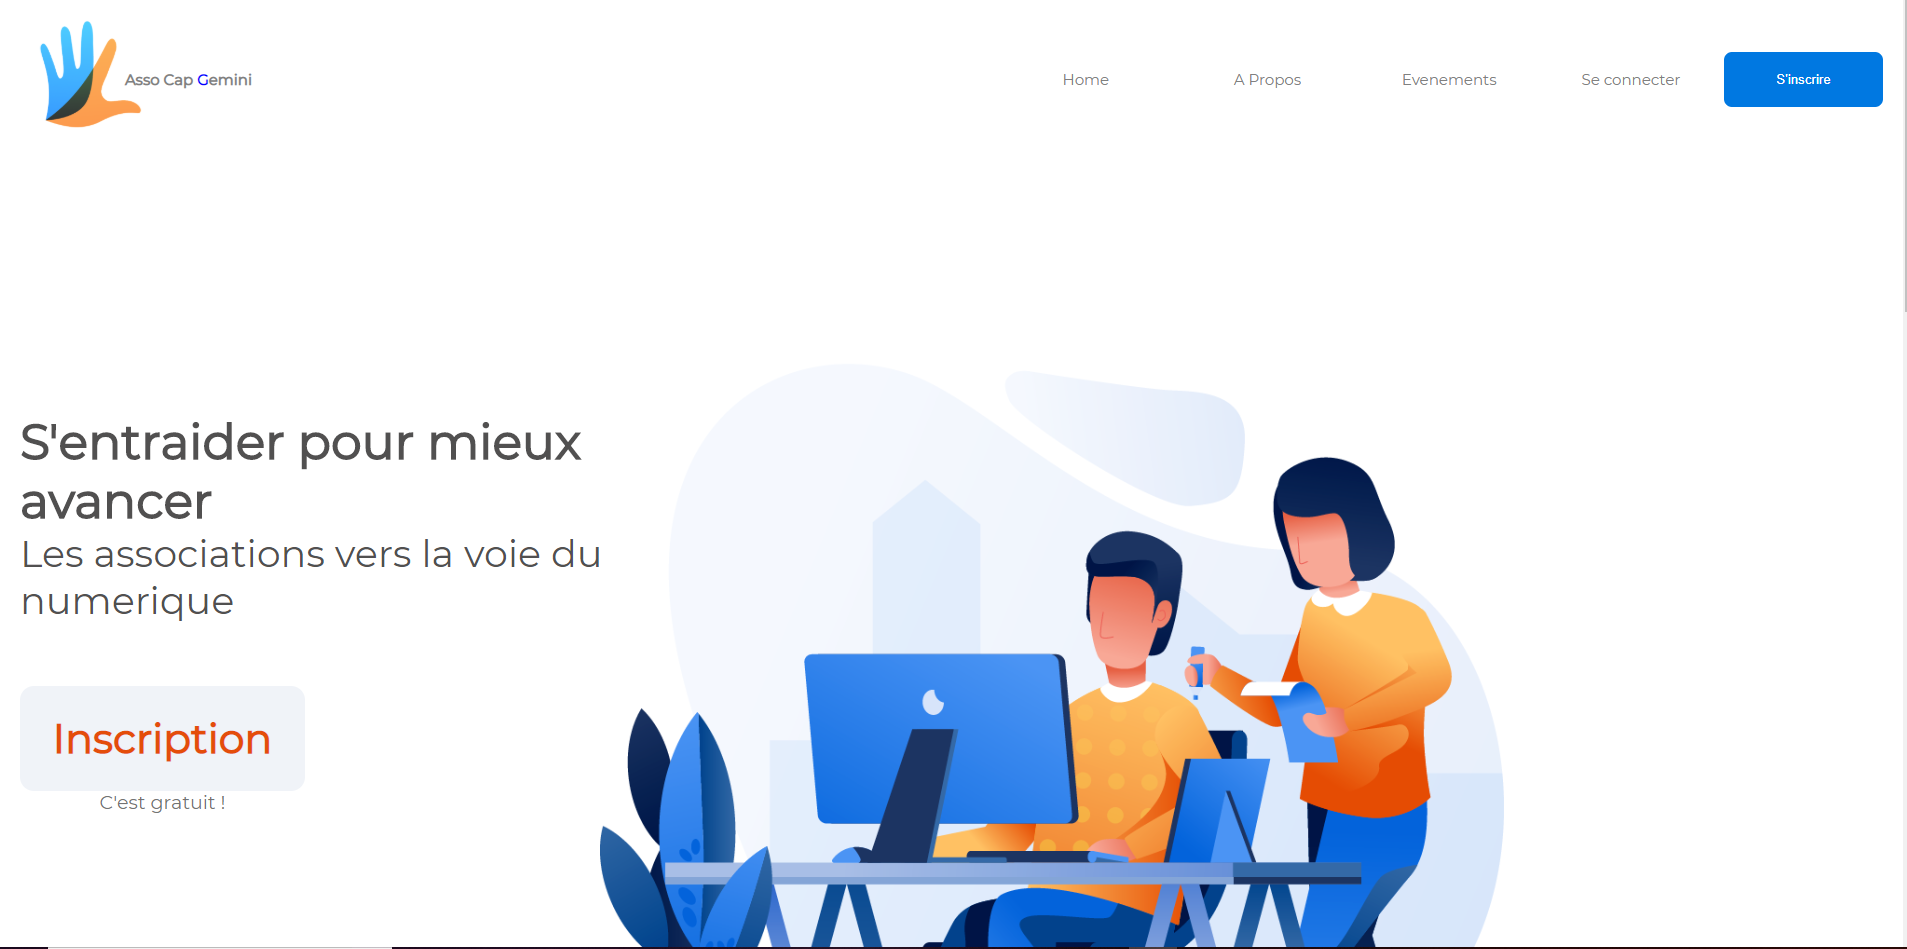 Asso Cap Gemini
Home
A Propos
Evenements
Se connecter
S'inscrire
S'entraider pour mieux
avancer
Les associations vers la voie du
numerique
Inscription
C'est gratuit !